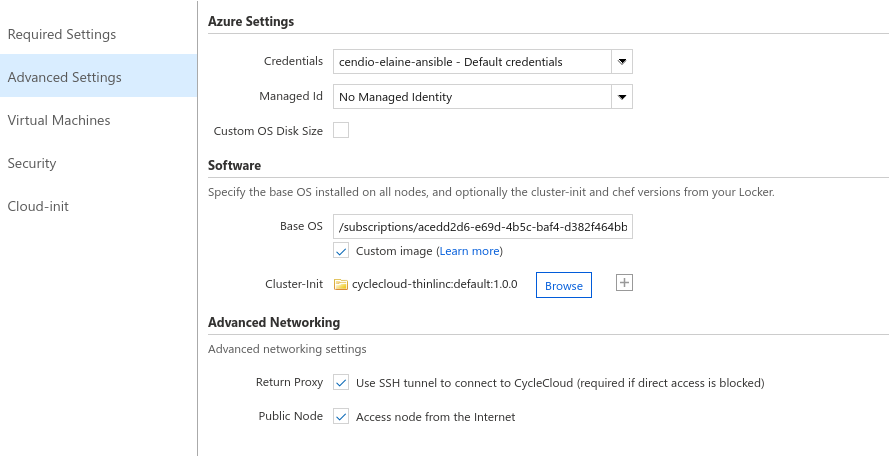 Required Settings
Advanced Settings
Virtual Machines
Security
Cloud-init
Azure Settings
Credentials cendio-elaine-ansible - Default credentials
Managed Id No Managed Identity
Custom OS Disk Size
Software
Specify the base OS installed on all nodes, and optionally the cluster-init and chef versions from your Locker.
Base OS /subscriptions/acedd2d6-e69d-4b5c-baf4-d382f464bb
Custom image (Learn more)
Cluster-Init cyclecloud-thinlinc:default:1.0.0 Browse
Advanced Networking
Advanced networking settings
Return Proxy Use SSH tunnel to connect to CycleCloud (required if direct access is blocked)
Public Node Access node from the Internet